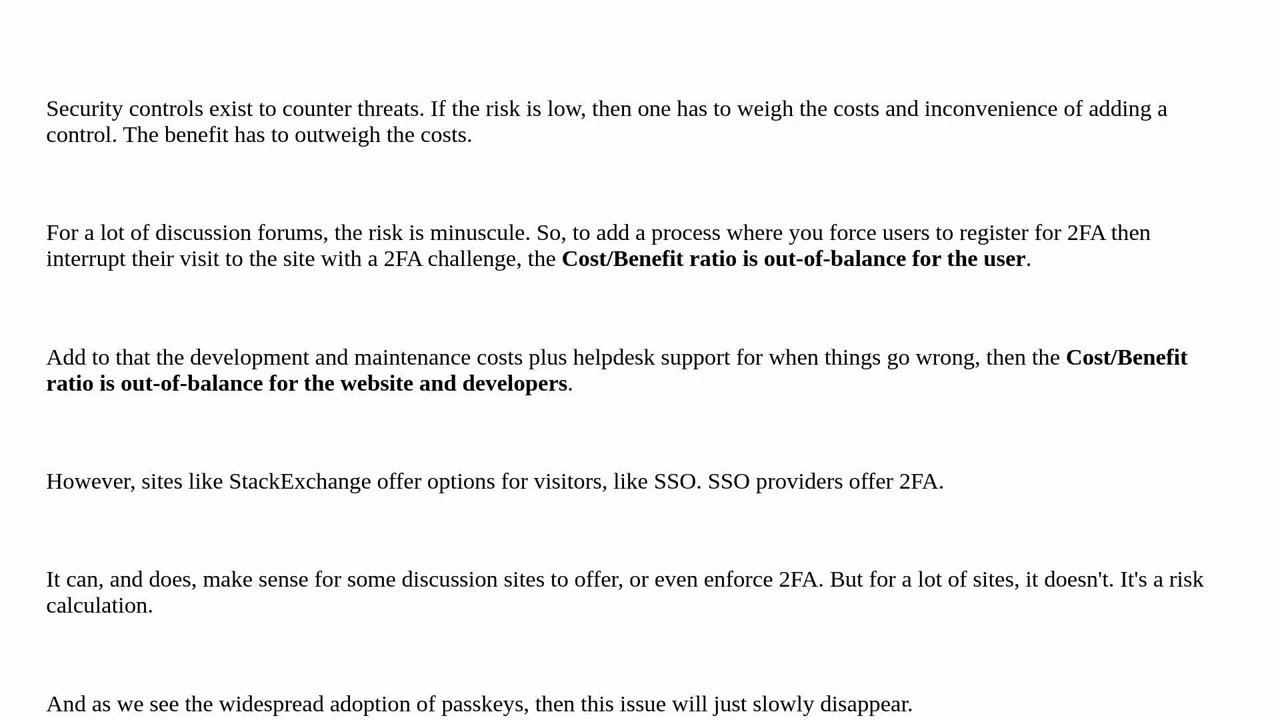 Security controls exist to counter threats. If the risk is low, then one has to weigh the costs and inconvenience of adding a
control. The benefit has to outweigh the costs.
For a lot of discussion forums, the risk is minuscule. So, to add a process where you force users to register for 2FA then
interrupt their visit to the site with a 2FA challenge, the Cost/Benefit ratio is out-of-balance for the user.
Add to that the development and maintenance costs plus helpdesk support for when things go wrong, then the Cost/Benefit
ratio is out-of-balance for the website and developers.
However, sites like StackExchange offer options for visitors, like SSO. SSO providers offer 2FA.
It can, and does, make sense for some discussion sites to offer, or even enforce 2FA. But for a lot of sites, it doesn't. It's a risk
calculation.
And as we see the widespread adoption of passkeys, then this issue will just slowly disappear.